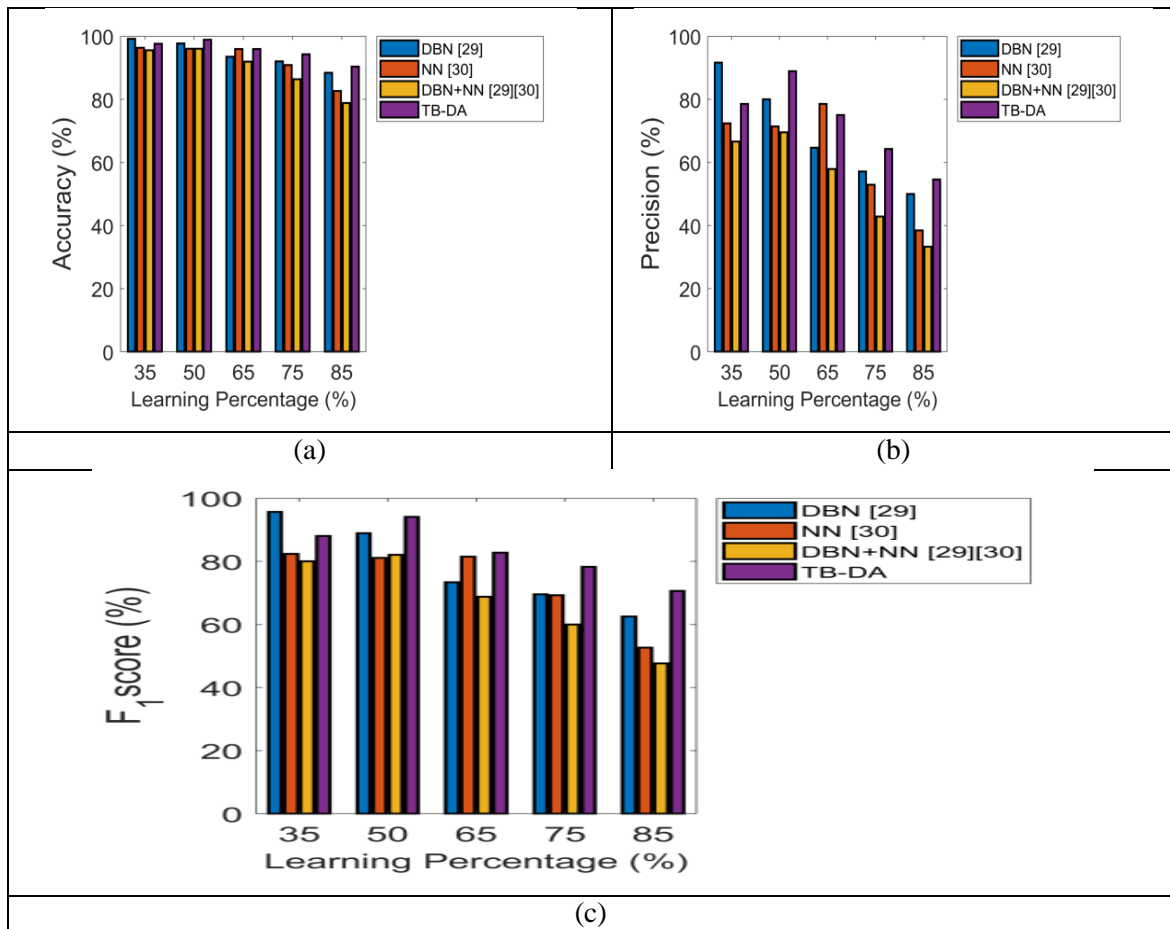 100
80
60
40
20
0
Accuracy (%)
35 50 65 75 85
Learning Percentage (%)
DBN [29]
NN [30]
DBN+NN [29][30]
TB-DA
(a)
100
80
60
40
20
0
Precision (%)
35 50 65 75 85
Learning Percentage (%)
DBN [29]
NN [30]
DBN+NN [29][30]
TB-DA
(b)
100
80
60
40
20
0
F1 score (%)
35 50 65 75 85
Learning Percentage (%)
DBN [29]
NN [30]
DBN+NN [29][30]
TB-DA
(c)